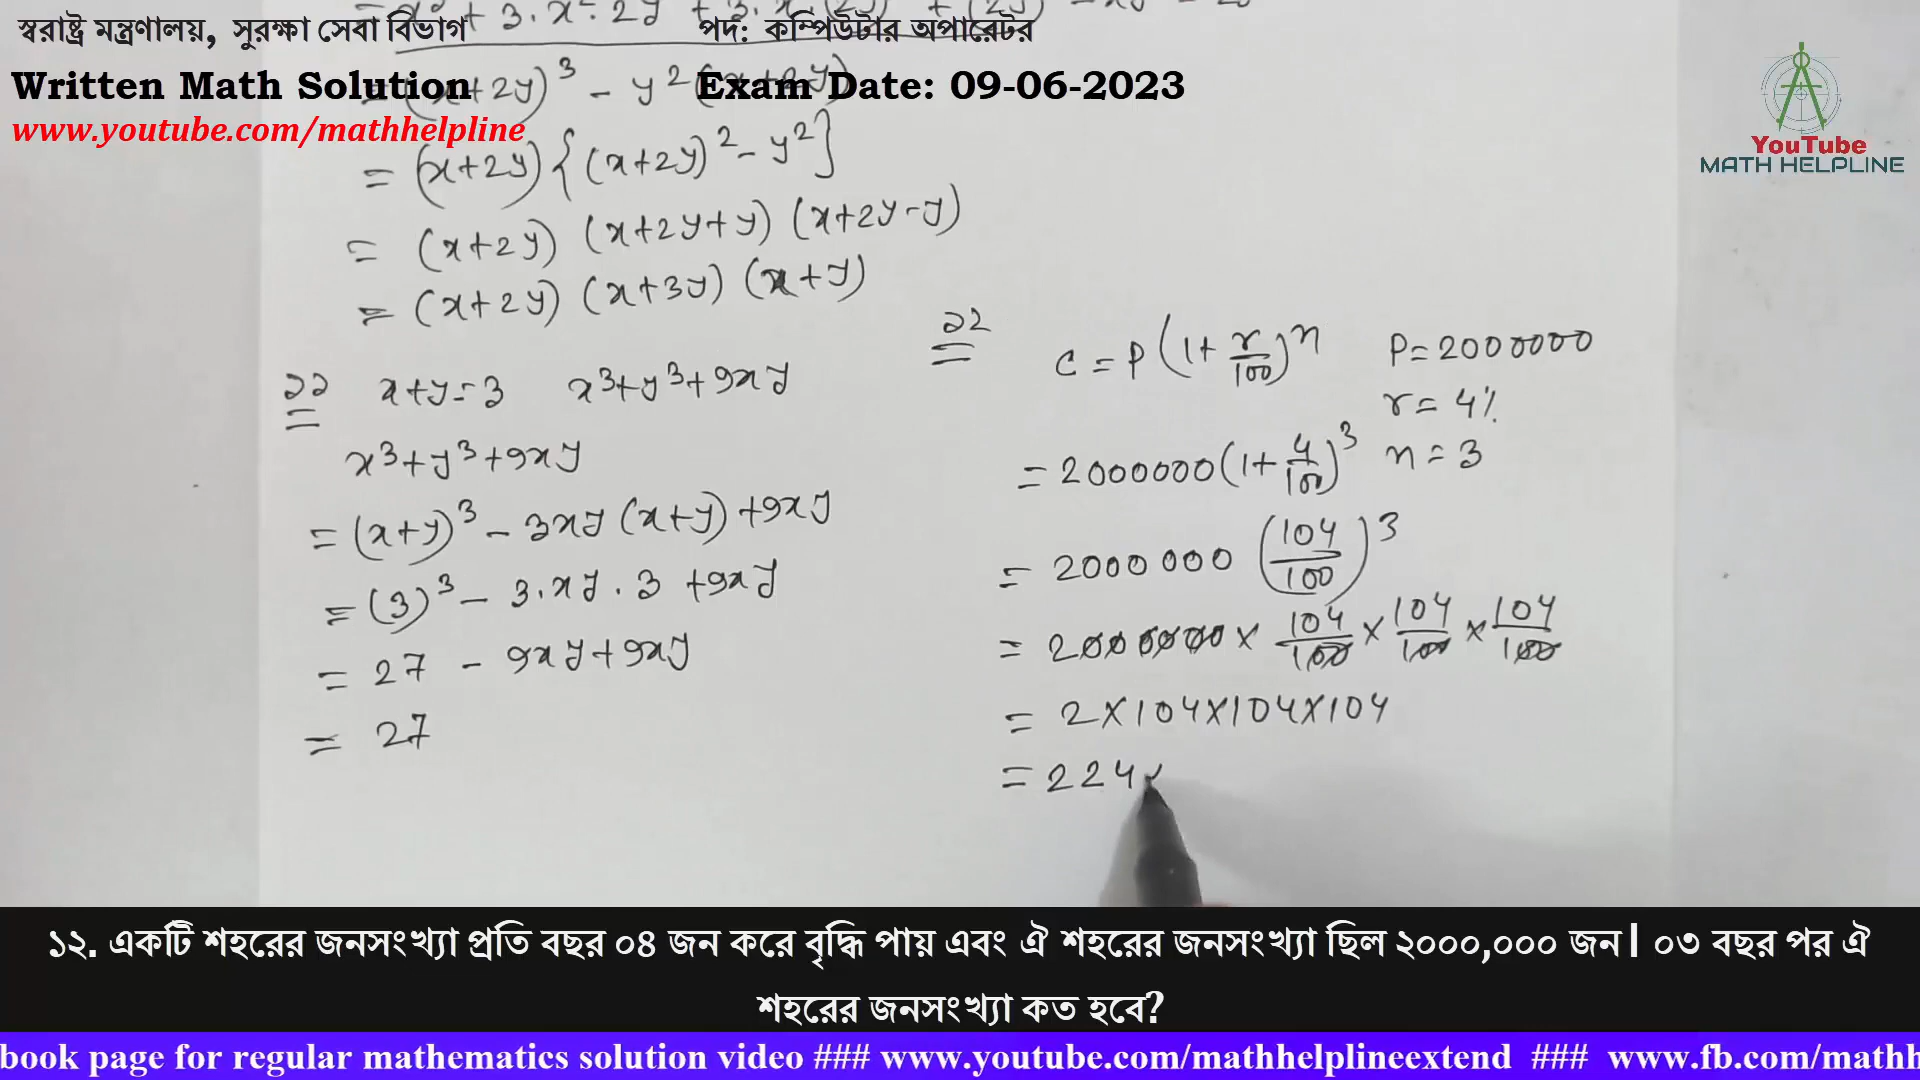 স্বরাষ্ট্র মন্ত্রণালয়, সুরক্ষা সেবা বিভাগ
পদ: কম্পিউটার অপারেটর
Written Math Solution
Exam Date: 09-06-2023
www.youtube.com/mathhelpline
YouTube
MATH HELPLINE
= (x+2y)³ - y²(x+2y)
= (x+2y){(x+2y)² - y²}
= (x+2y) (x+2y+y) (x+2y-y)
= (x+2y) (x+3y) (x+y)
১১ x+y=3 x³+y³+9xy
x³+y³+9xy
= (x+y)³ - 3xy(x+y)+9xy
= (3)³ - 3.xy.3 +9xy
= 27 - 9xy+9xy
= 27
১২ C = P(1+r/100)ⁿ P=2000000
r= 4%
n=3
= 2000000(1+4/100)³
= 2000000 (104/100)³
= 2000000 × 104/100 × 104/100 × 104/100
= 2×104×104×104
= 224
১২. একটি শহরের জনসংখ্যা প্রতি বছর ০৪ জন করে বৃদ্ধি পায় এবং ঐ শহরের জনসংখ্যা ছিল ২০০০,০০০ জন। ০৩ বছর পর ঐ
শহরের জনসংখ্যা কত হবে?
book page for regular mathematics solution video ### www.youtube.com/mathhelplineextend ### www.fb.com/mathh